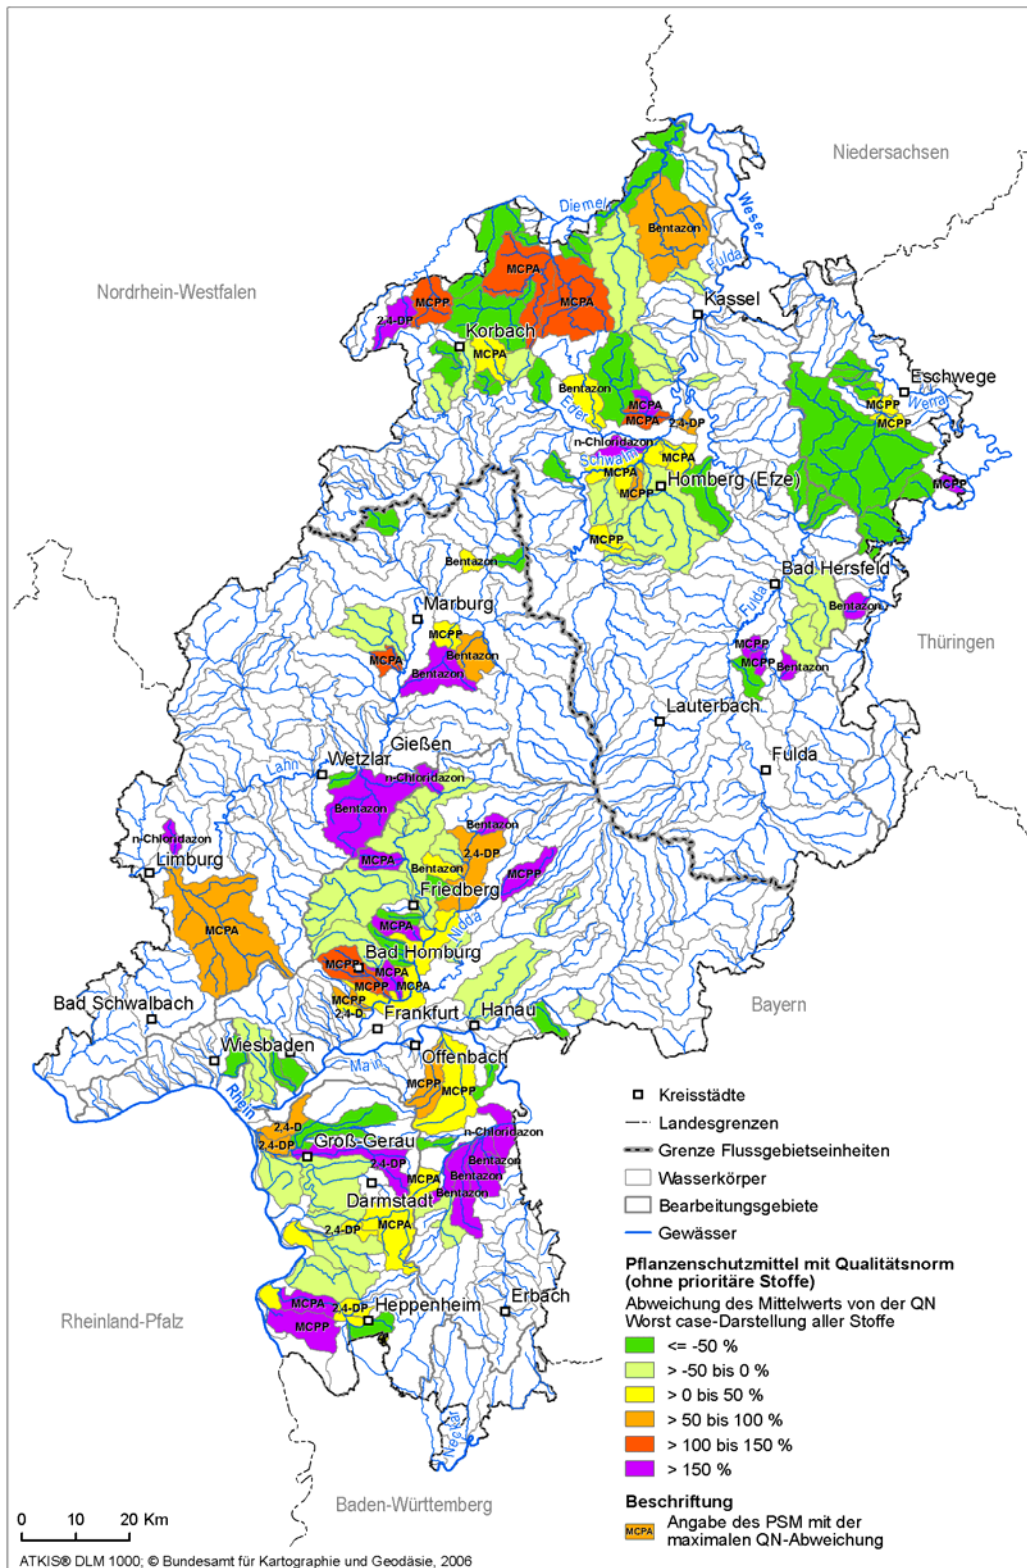 Niedersachsen
Diemel
Weser
Bentazon
Fulda
Nordrhein-Westfalen
MCPA
MCPP
MCPA
Kassel
2,4-DP
Korbach
MCPA
Eschwege
Bentazon
Werra
Eder
MCPA
MCPP
MCPA
2,4-DP
MCPP
n-Chloridazon
Schwalm
MCPA
MCPA
Homberg (Efze)
MCPP
MCPP
MCPP
Bentazon
Bad Hersfeld
Fulda
Marburg
Bentazon
MCPP
Thüringen
MCPP
Bentazon
MCPA
MCPP
Bentazon
Bentazon
Lauterbach
Gießen
Wetzlar
Fulda
Lahn
n-Chloridazon
Bentazon
Bentazon
n-Chloridazon
2,4-DP
MCPA
Limburg
Bentazon
MCPP
Friedberg
MCPA
MCPA
Nidda
Bad Homburg
MCPP
MCPA
MCPP
MCPA
Bad Schwalbach
MCPP
Bayern
2,4-D
Frankfurt
Hanau
Wiesbaden
Offenbach
Main
MCPP
MCPP
Rhein
2,4-D
n-Chloridazon
2,4-DP
Groß-Gerau
2,4-DP
Bentazon
MCPA
Bentazon
Darmstadt
Bentazon
2,4-DP
MCPA
MCPA
2,4-DP
Heppenheim
Erbach
Rheinland-Pfalz
MCPP
Neckar
Baden-Württemberg
Kreisstädte
Landesgrenzen
Grenze Flussgebietseinheiten
Wasserkörper
Bearbeitungsgebiete
Gewässer
Pflanzenschutzmittel mit Qualitätsnorm
(ohne prioritäre Stoffe)
Abweichung des Mittelwerts von der QN
Worst case-Darstellung aller Stoffe
<= -50 %
> -50 bis 0 %
> 0 bis 50 %
> 50 bis 100 %
> 100 bis 150 %
> 150 %
Beschriftung
MCPA
Angabe des PSM mit der
maximalen QN-Abweichung
0 10 20 Km
ATKIS® DLM 1000; © Bundesamt für Kartographie und Geodäsie, 2006